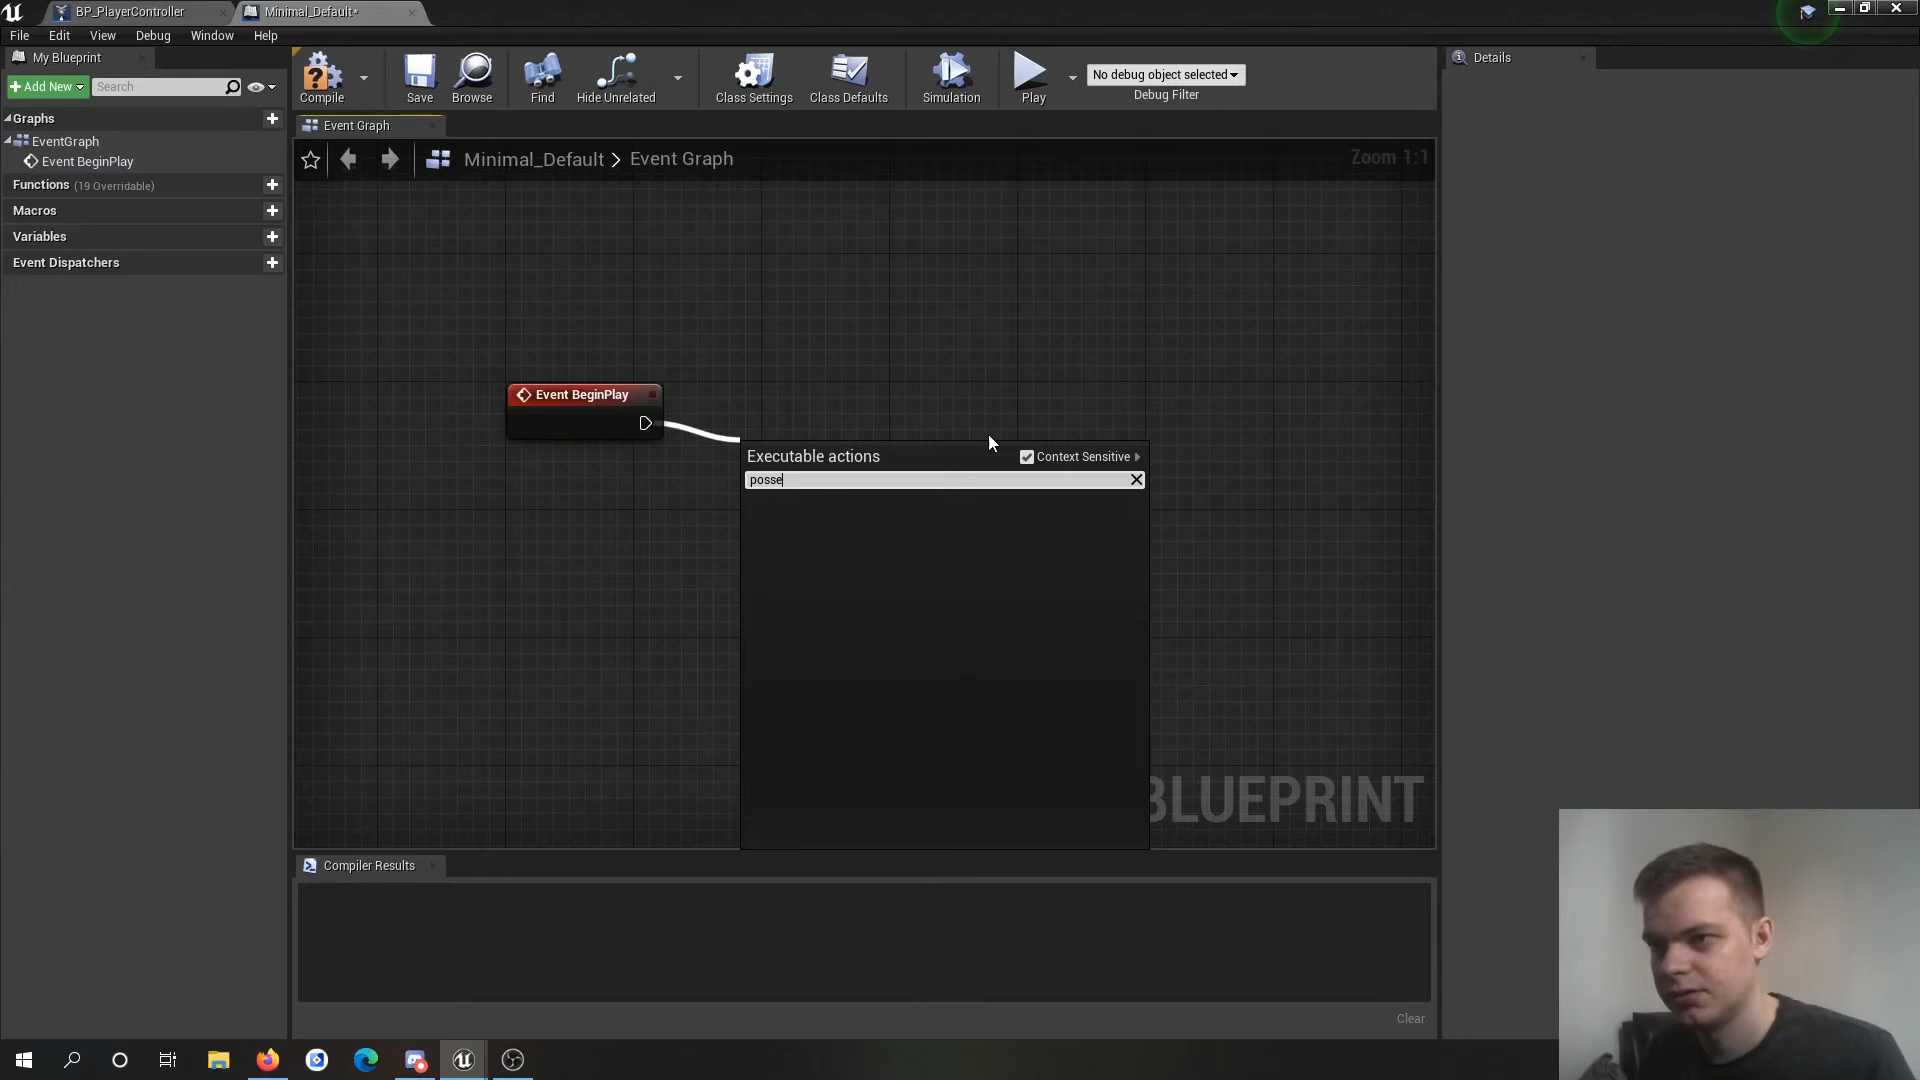 BP_PlayerController
Minimal_Default*
File Edit View Debug Window Help
My Blueprint
Add New
Search
Compile
Save
Browse
Find
Hide Unrelated
Class Settings
Class Defaults
Simulation
Play
No debug object selected
Debug Filter
Details
Graphs
EventGraph
Event BeginPlay
Functions (19 Overridable)
Macros
Variables
Event Dispatchers
Event Graph
Minimal_Default > Event Graph
Zoom 1:1
Event BeginPlay
Executable actions
Context Sensitive
posse
BLUEPRINT
Compiler Results
Clear